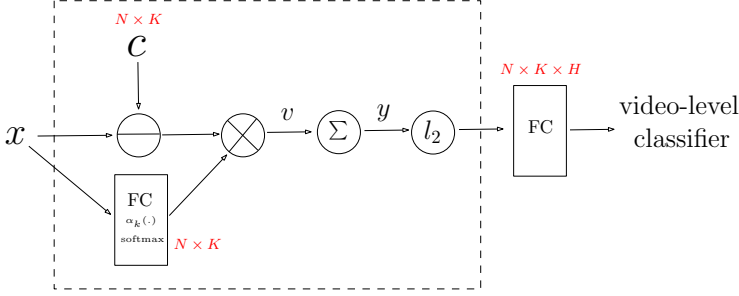 N × K
c
N × K × H
x
v
Σ
y
l₂
FC
video-level
classifier
FC
αₖ(.)
softmax
N × K